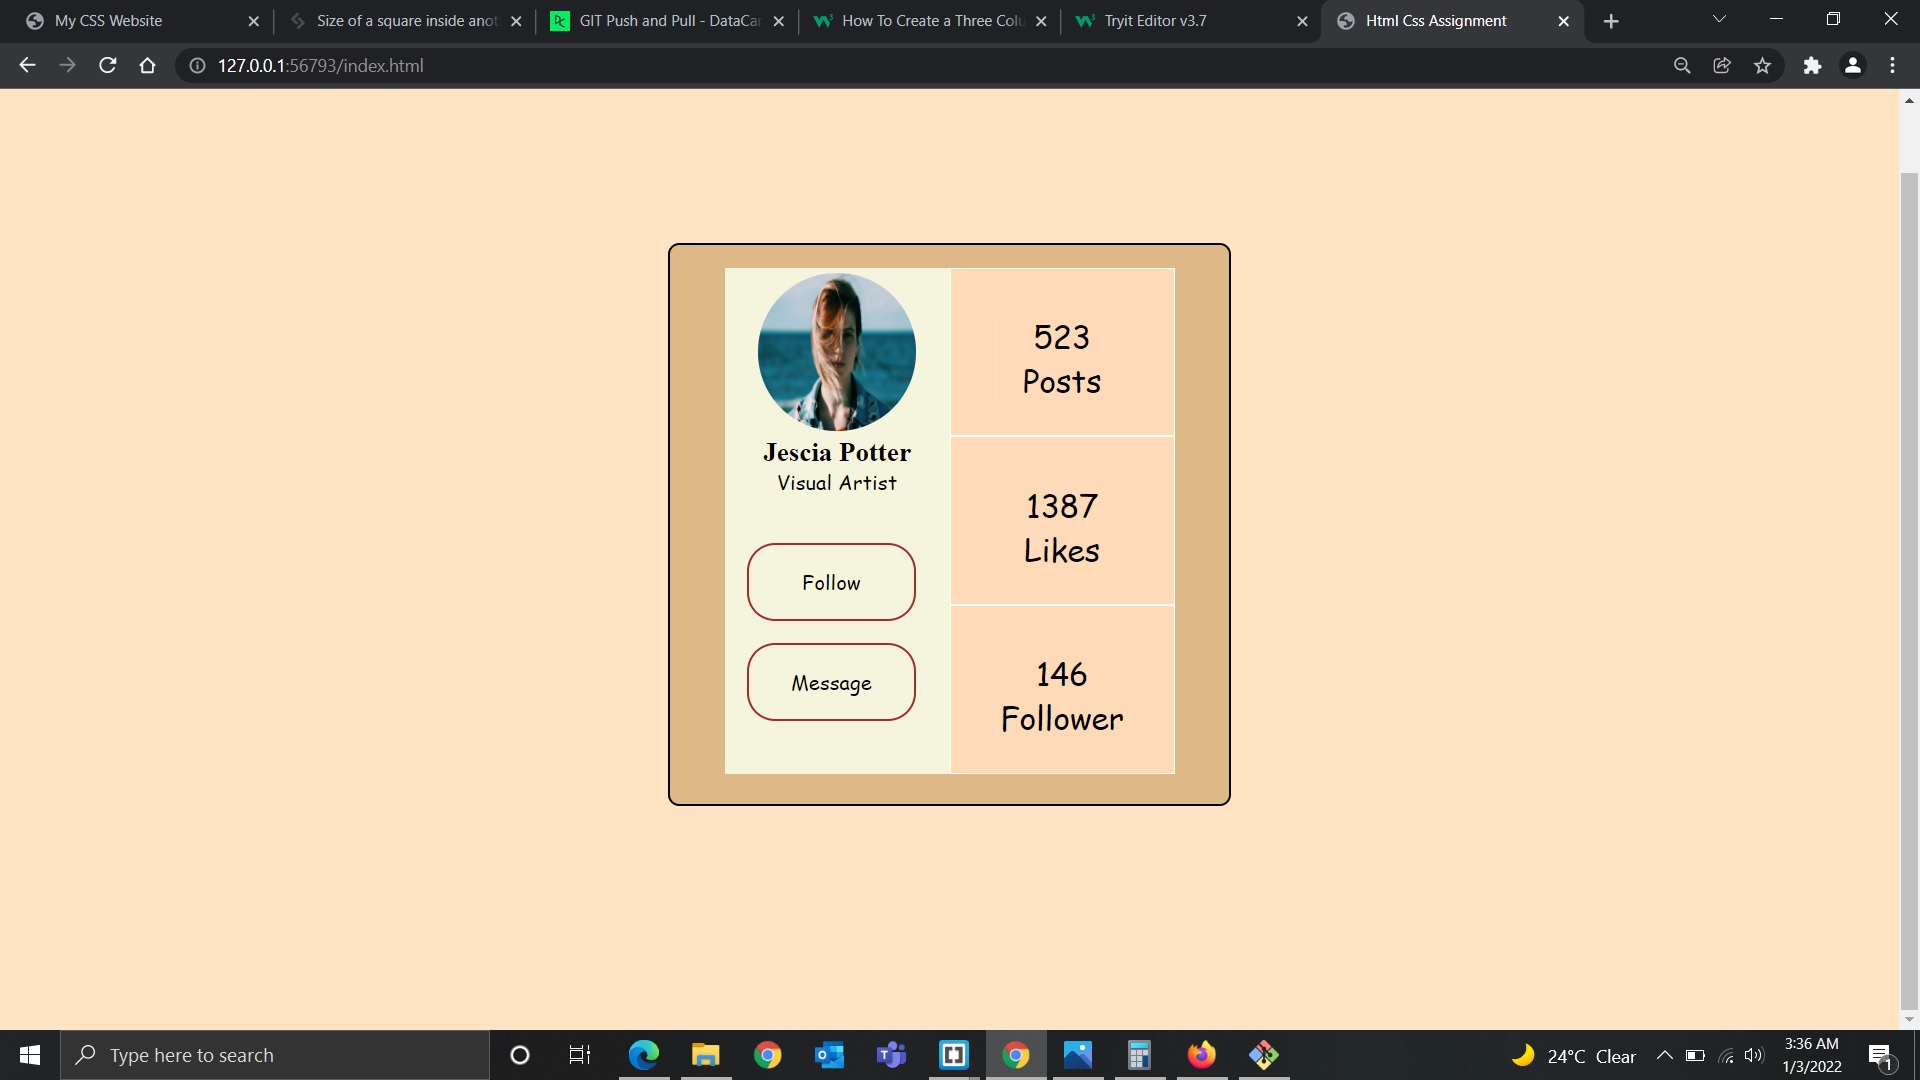 My CSS Website
Size of a square inside anot
GIT Push and Pull - DataCar
How To Create a Three Colu
Tryit Editor v3.7
Html Css Assignment
127.0.0.1:56793/index.html
Jescia Potter
Visual Artist
Follow
Message
523
Posts
1387
Likes
146
Follower
Type here to search
24°C Clear
3:36 AM
1/3/2022
1